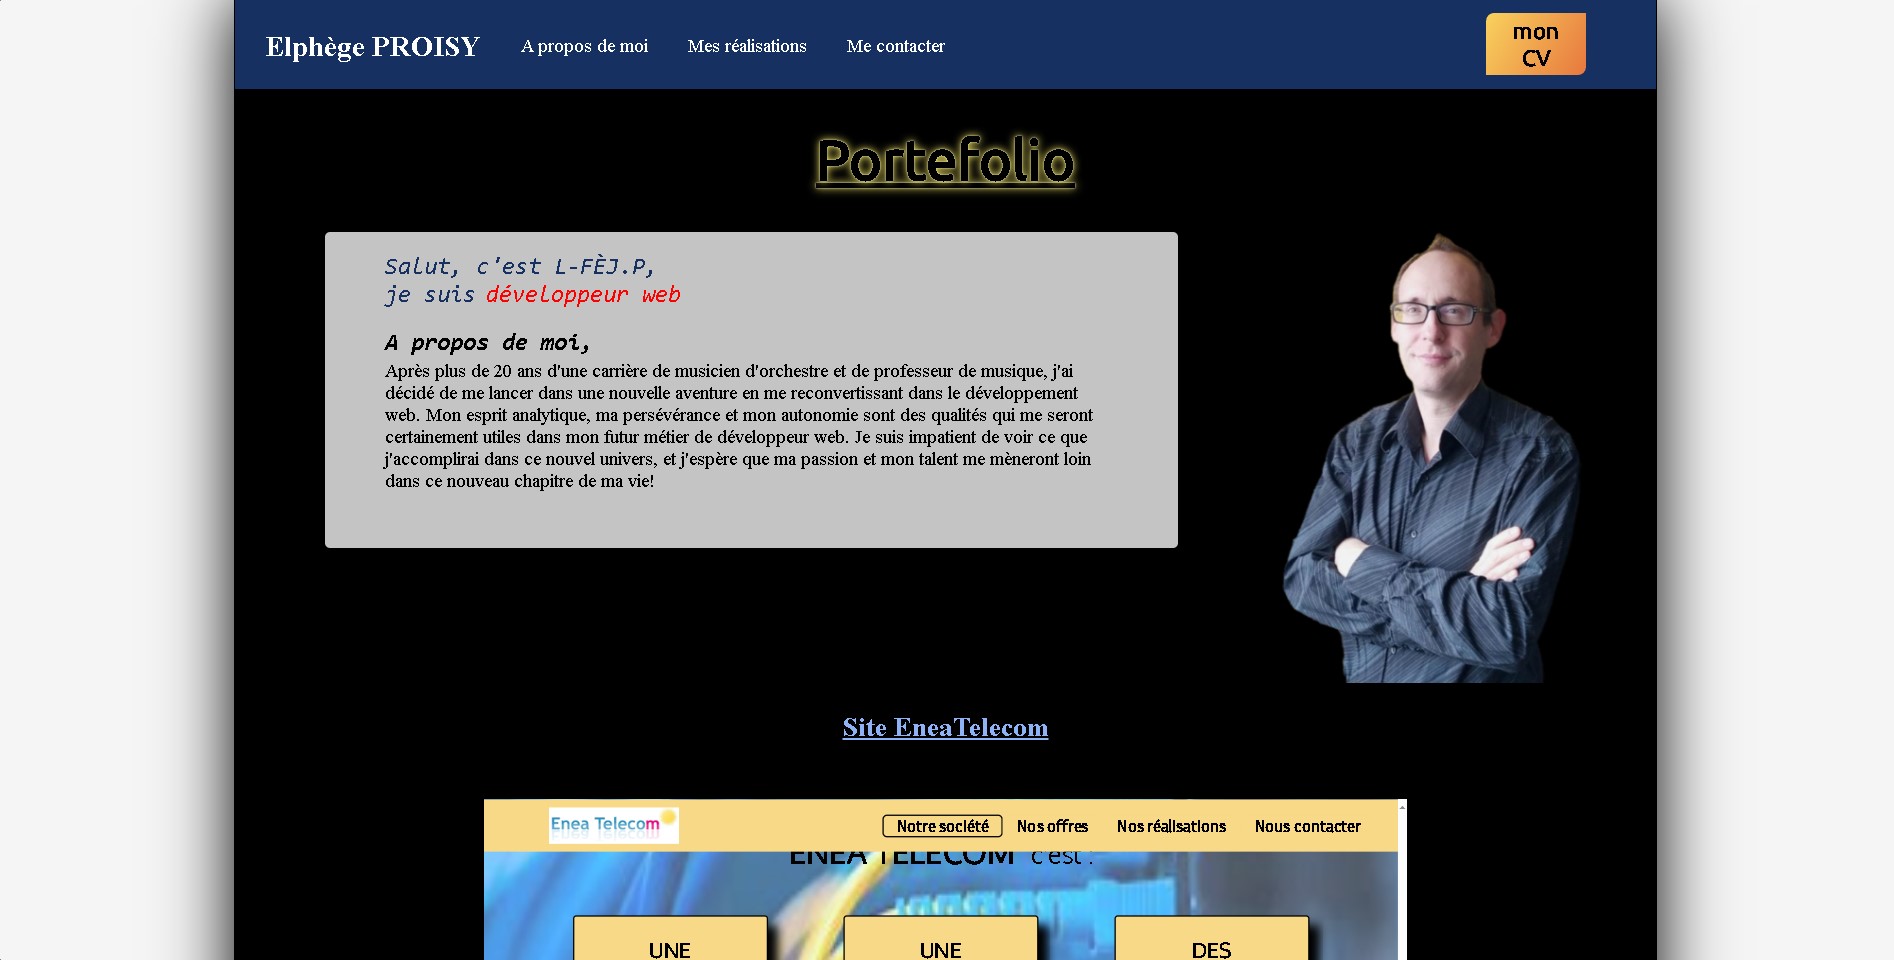 Elphège PROISY
A propos de moi
Mes réalisations
Me contacter
mon
CV
Portefolio
Salut, c'est L-FÈJ.P,
je suis développeur web
A propos de moi,
Après plus de 20 ans d'une carrière de musicien d'orchestre et de professeur de musique, j'ai
décidé de me lancer dans une nouvelle aventure en me reconvertissant dans le développement
web. Mon esprit analytique, ma persévérance et mon autonomie sont des qualités qui me seront
certainement utiles dans mon futur métier de développeur web. Je suis impatient de voir ce que
j'accomplirai dans ce nouvel univers, et j'espère que ma passion et mon talent me mèneront loin
dans ce nouveau chapitre de ma vie!
Site EneaTelecom
Enea Telecom
Notre société
Nos offres
Nos réalisations
Nous contacter
ENEA TELECOM c'est :
UNE
UNE
DES